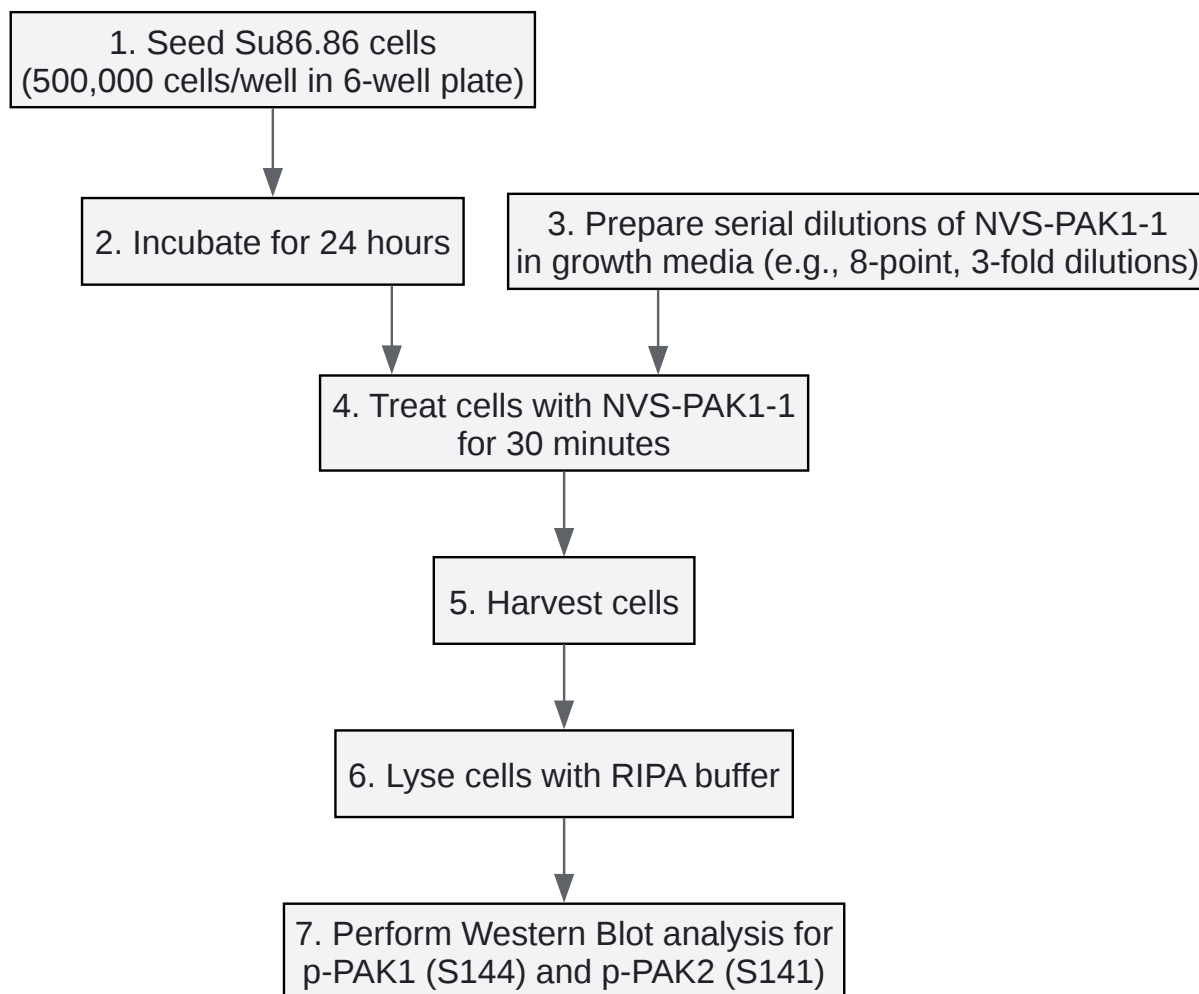 1. Seed Su86.86 cells
(500,000 cells/well in 6-well plate)
2. Incubate for 24 hours
3. Prepare serial dilutions of NVS-PAK1-1
in growth media (e.g., 8-point, 3-fold dilutions)
4. Treat cells with NVS-PAK1-1
for 30 minutes
5. Harvest cells
6. Lyse cells with RIPA buffer
7. Perform Western Blot analysis for
p-PAK1 (S144) and p-PAK2 (S141)